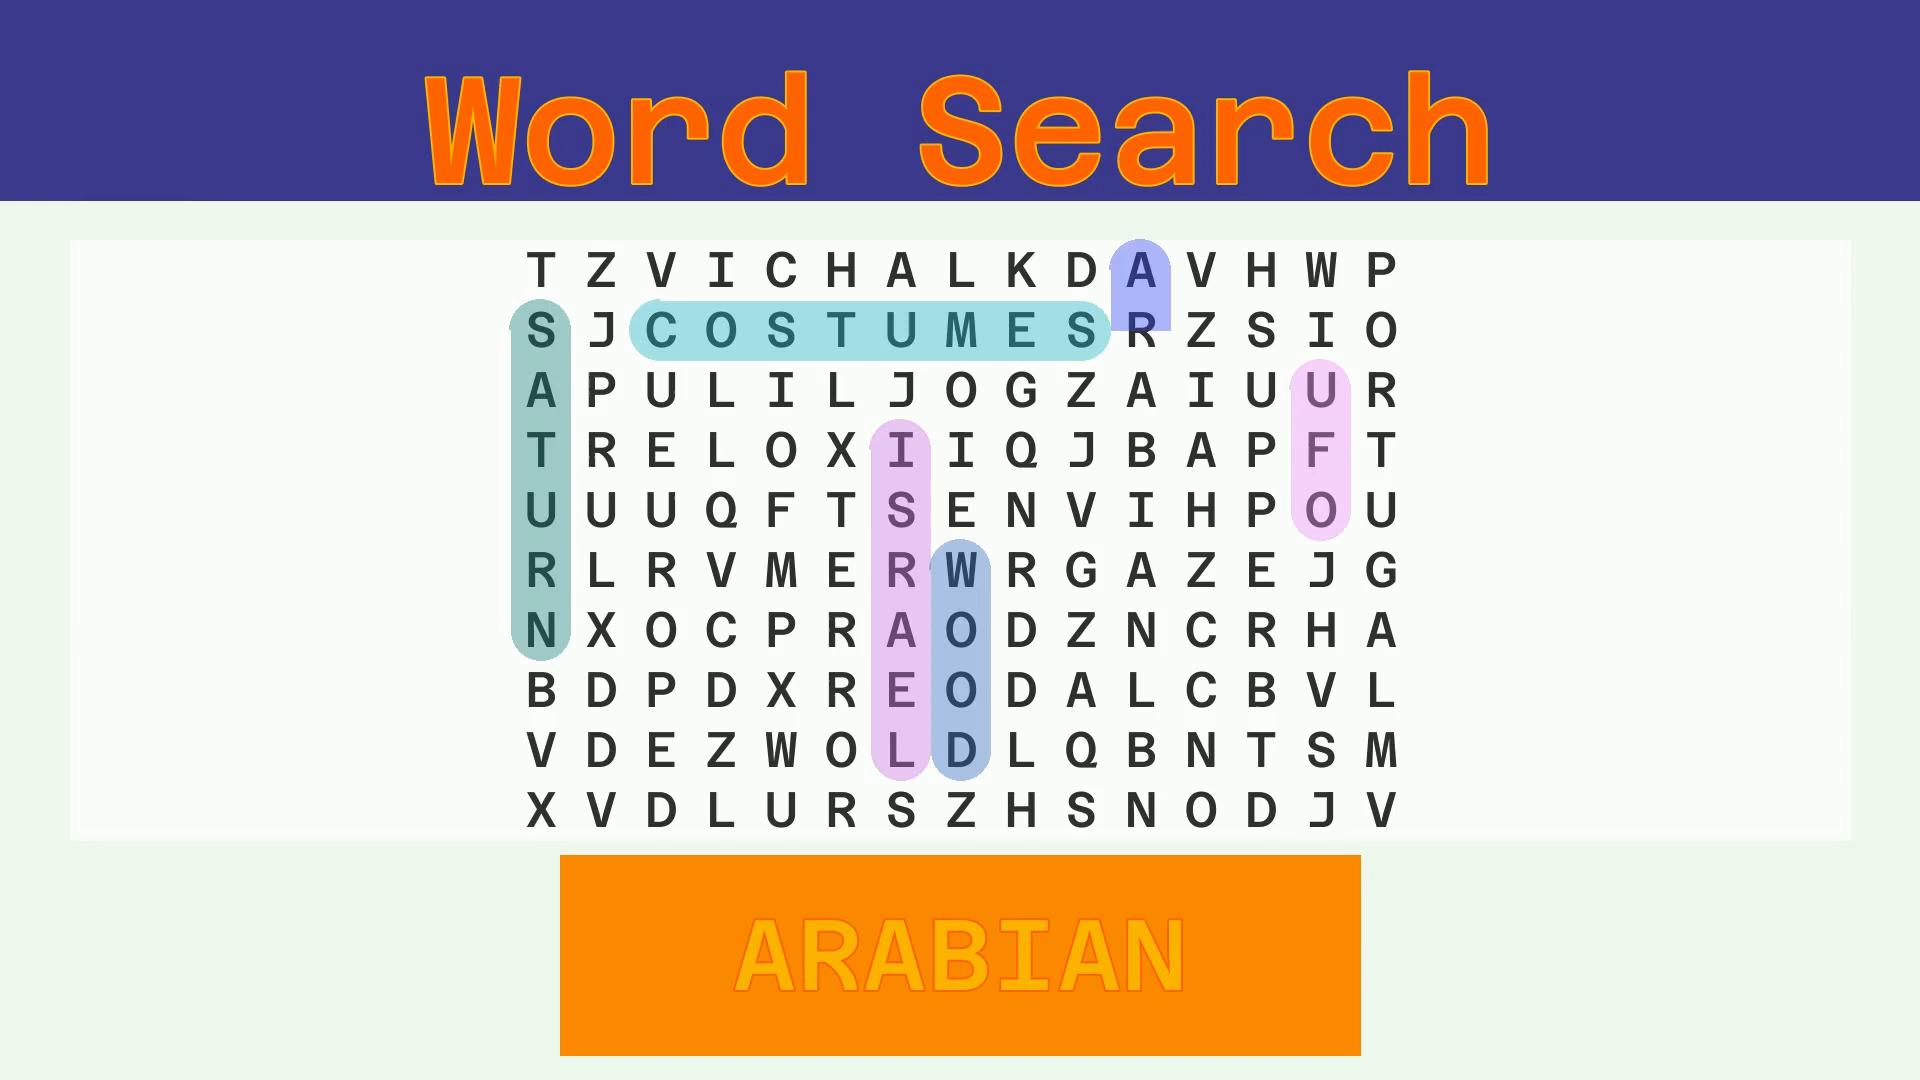 Word Search
T Z V I C H A L K D A V H W P
S J C O S T U M E S R Z S I O
A P U L I L J O G Z A I U U R
T R E L O X I I Q J B A P F T
U U U Q F T S E N V I H P O U
R L R V M E R W R G A Z E J G
N X O C P R A O D Z N C R H A
B D P D X R E O D A L C B V L
V D E Z W O L D L Q B N T S M
X V D L U R S Z H S N O D J V
ARABIAN